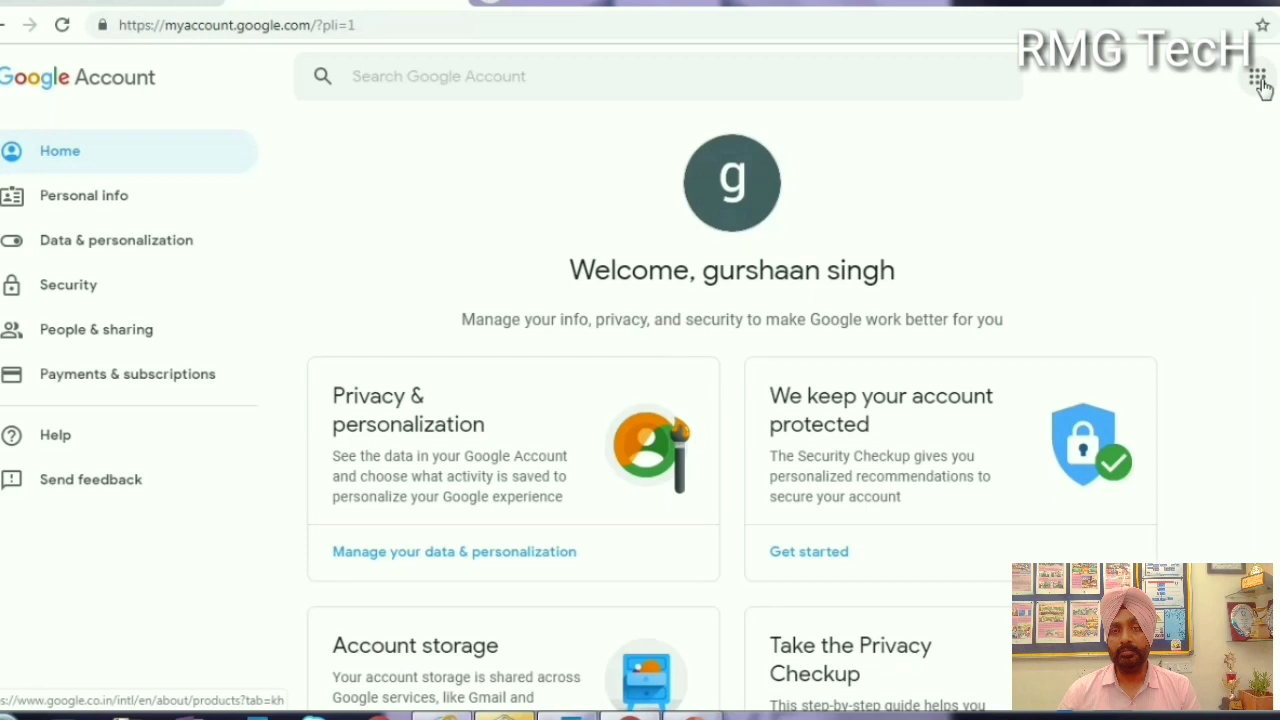 https://myaccount.google.com/?pli=1
RMG TecH
Google Account
Search Google Account
Home
Personal info
Data & personalization
Security
People & sharing
Payments & subscriptions
Help
Send feedback
g
Welcome, gurshaan singh
Manage your info, privacy, and security to make Google work better for you
Privacy &
personalization
See the data in your Google Account
and choose what activity is saved to
personalize your Google experience
Manage your data & personalization
We keep your account
protected
The Security Checkup gives you
personalized recommendations to
secure your account
Get started
Account storage
Your account storage is shared across
Google services, like Gmail and
Take the Privacy
Checkup
This step-by-step guide helps you
s://www.google.co.in/intl/en/about/products?tab=kh